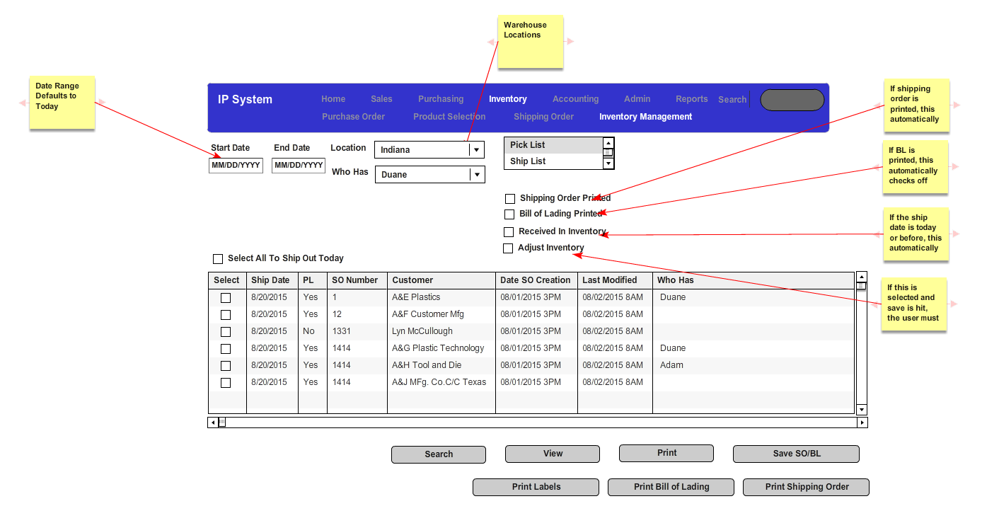 Warehouse
Locations
Date Range
Defaults to
Today
If shipping
order is
printed, this
automatically
IP System Home Sales Purchasing Inventory Accounting Admin Reports Search
Purchase Order Product Selection Shipping Order Inventory Management
Start Date End Date Location Indiana
MM/DD/YYYY MM/DD/YYYY Who Has Duane
Pick List
Ship List
If BL is
printed, this
automatically
checks off
Shipping Order Printed
Bill of Lading Printed
Received In Inventory
Adjust Inventory
If the ship
date is today
or before, this
automatically
Select All To Ship Out Today
If this is
selected and
save is hit,
the user must
Select Ship Date PL SO Number Customer Date SO Creation Last Modified Who Has
8/20/2015 Yes 1 A&E Plastics 08/01/2015 3PM 08/02/2015 8AM Duane
8/20/2015 Yes 12 A&F Customer Mfg 08/01/2015 3PM 08/02/2015 8AM
8/20/2015 No 1331 Lyn McCullough 08/01/2015 3PM 08/02/2015 8AM
8/20/2015 Yes 1414 A&G Plastic Technology 08/01/2015 3PM 08/02/2015 8AM Duane
8/20/2015 Yes 1414 A&H Tool and Die 08/01/2015 3PM 08/02/2015 8AM Adam
8/20/2015 Yes 1414 A&J MFg. Co.C/C Texas 08/01/2015 3PM 08/02/2015 8AM
Search View Print Save SO/BL
Print Labels Print Bill of Lading Print Shipping Order